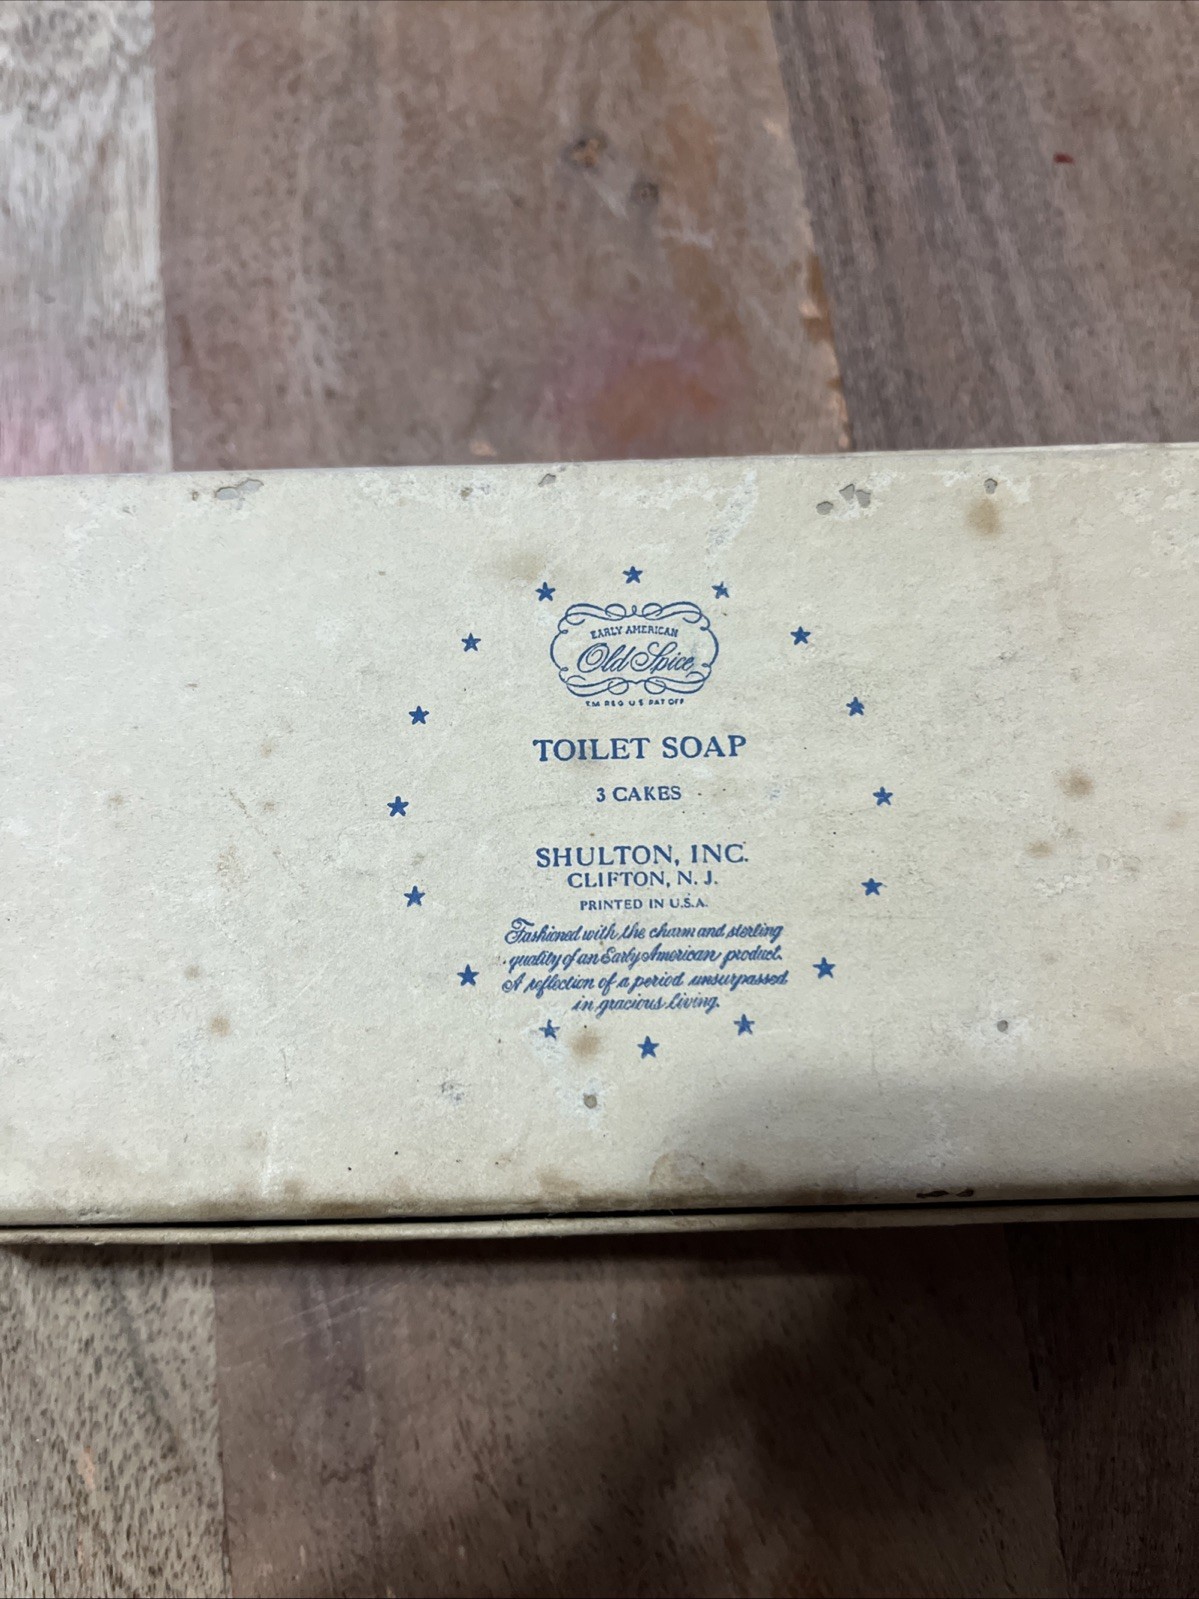 EARLY AMERICAN
Old Spice
T.M. REG U S PAT OFF
TOILET SOAP
3 CAKES
SHULTON, INC.
CLIFTON, N. J.
PRINTED IN U.S.A.
Fashioned with the charm and sterling
quality of an Early American product.
A reflection of a period unsurpassed
in gracious living.